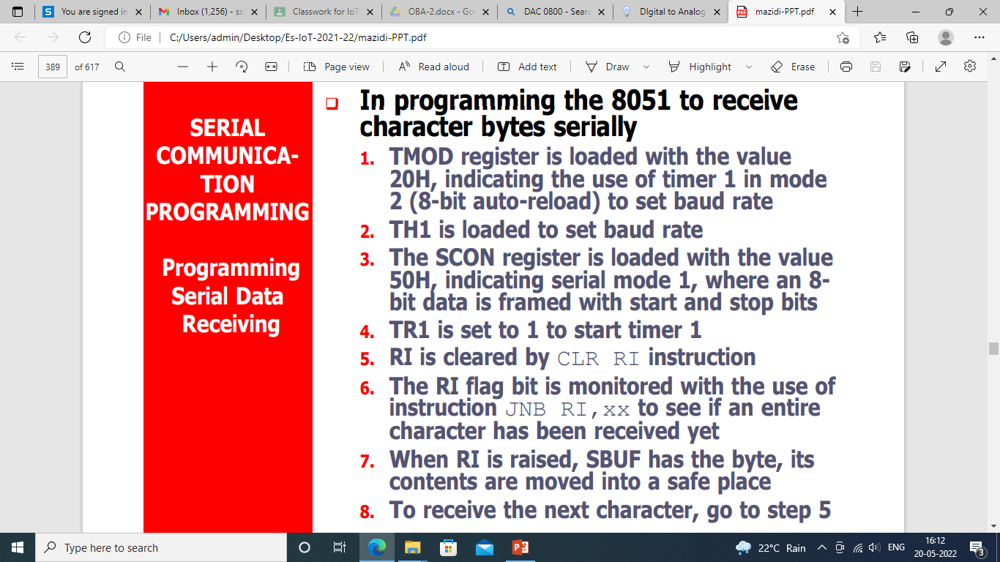 You are signed in
Inbox (1,256) - ss
Classwork for IoT
OBA-2.docx - Go
DAC 0800 - Searc
DIgital to Analog
mazidi-PPT.pdf
File | C:/Users/admin/Desktop/Es-IoT-2021-22/mazidi-PPT.pdf
389 of 617 Page view Read aloud Add text Draw Highlight Erase
SERIAL
COMMUNICA-
TION
PROGRAMMING
Programming
Serial Data
Receiving
In programming the 8051 to receive
character bytes serially
1. TMOD register is loaded with the value
20H, indicating the use of timer 1 in mode
2 (8-bit auto-reload) to set baud rate
2. TH1 is loaded to set baud rate
3. The SCON register is loaded with the value
50H, indicating serial mode 1, where an 8-
bit data is framed with start and stop bits
4. TR1 is set to 1 to start timer 1
5. RI is cleared by CLR RI instruction
6. The RI flag bit is monitored with the use of
instruction JNB RI,xx to see if an entire
character has been received yet
7. When RI is raised, SBUF has the byte, its
contents are moved into a safe place
8. To receive the next character, go to step 5
Type here to search
22°C Rain
ENG
16:12
20-05-2022
3